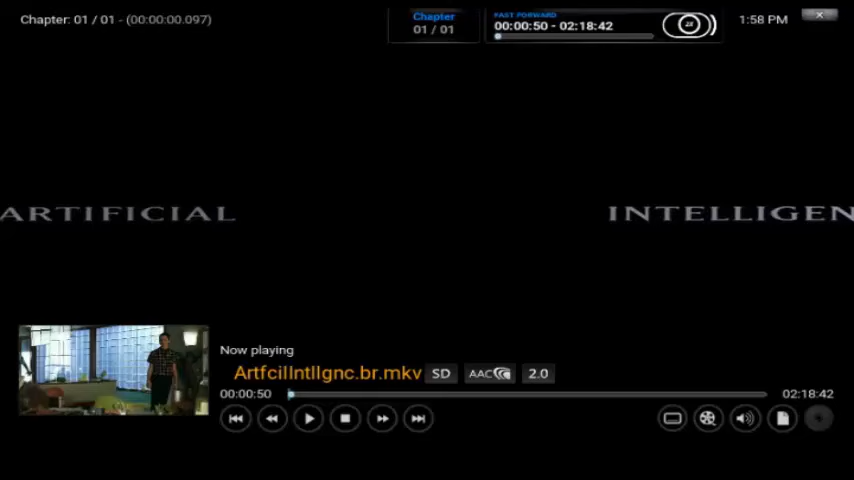 Chapter: 01 / 01 - (00:00:00.097)
Chapter
01 / 01
FAST FORWARD
00:00:50 - 02:18:42
2X
1:58 PM
ARTIFICIAL INTELLIGEN
Now playing
ArtfcilIntllgnc.br.mkv SD AAC 2.0
00:00:50 02:18:42